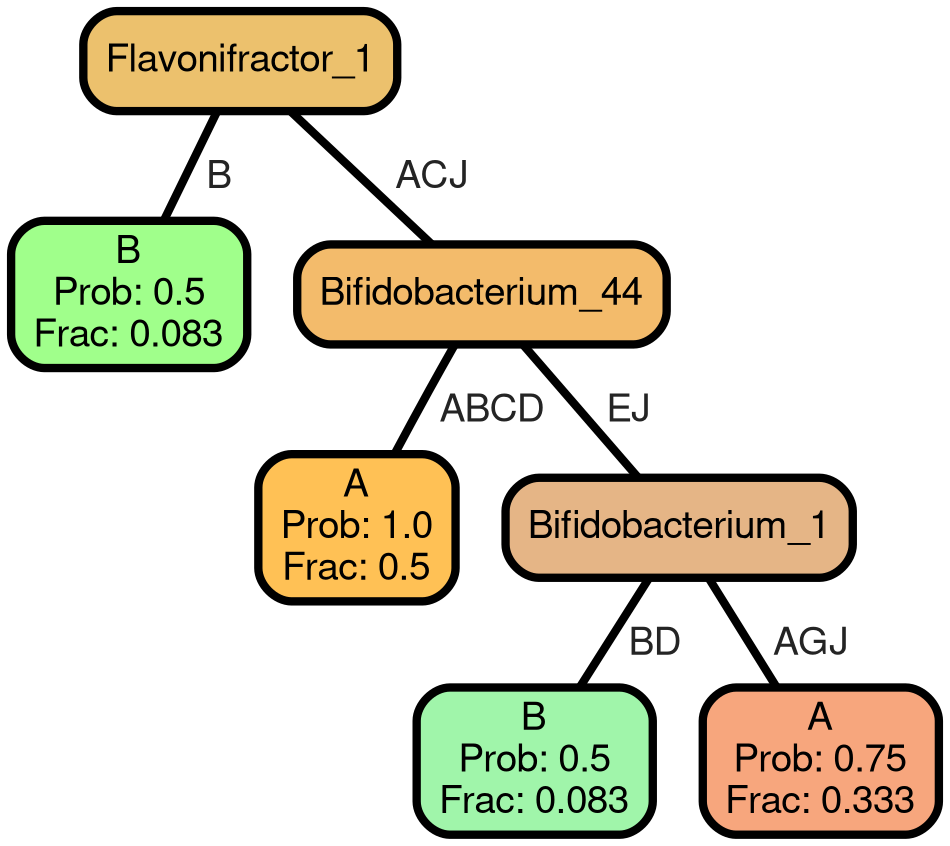 Flavonifractor_1
B
ACJ
B
Prob: 0.5
Frac: 0.083
Bifidobacterium_44
ABCD
EJ
A
Prob: 1.0
Frac: 0.5
Bifidobacterium_1
BD
AGJ
B
Prob: 0.5
Frac: 0.083
A
Prob: 0.75
Frac: 0.333